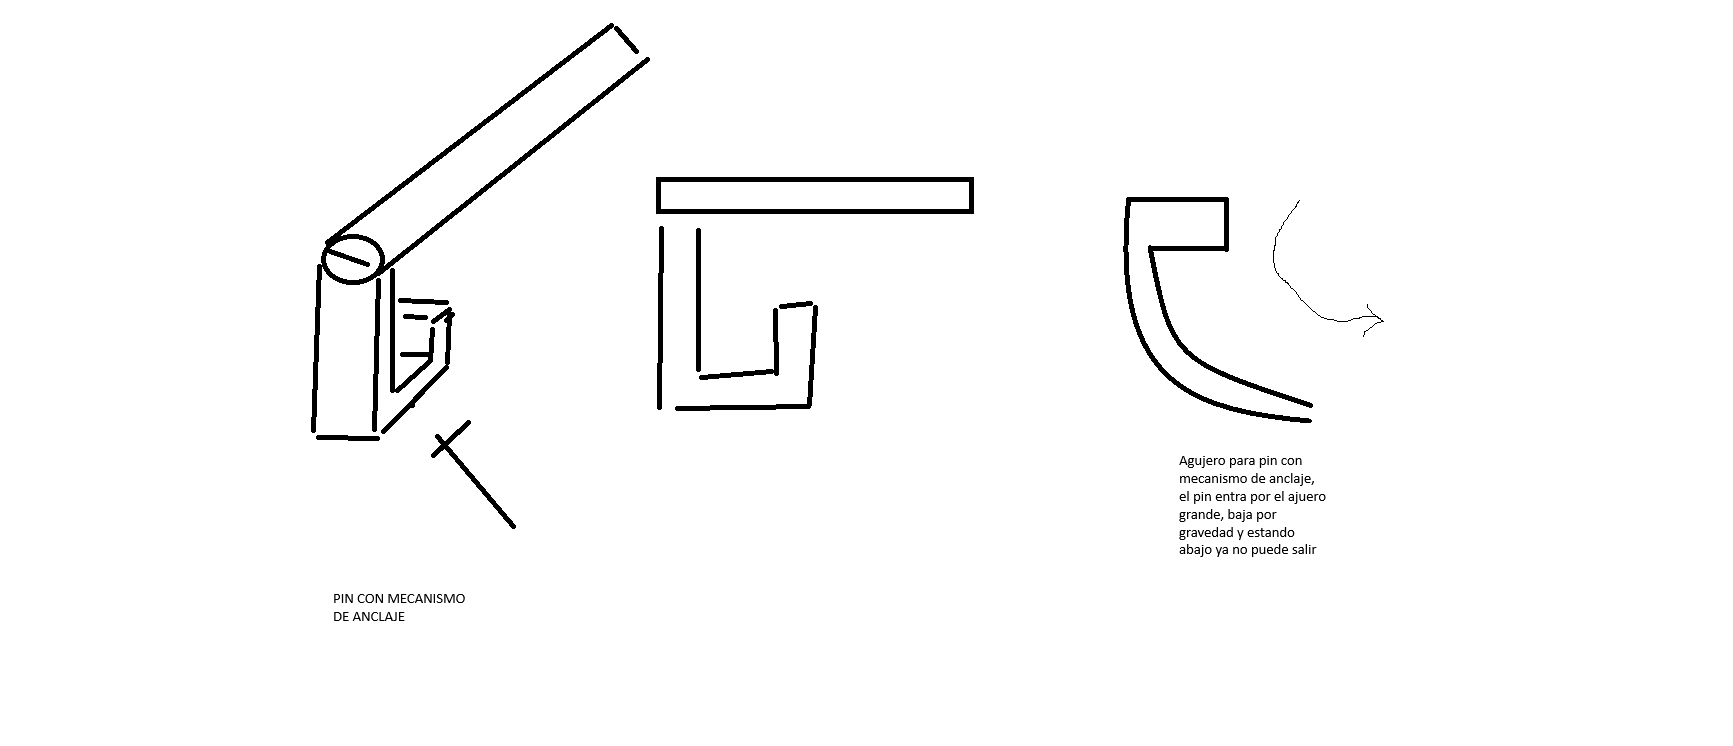 Agujero para pin con
mecanismo de anclaje,
el pin entra por el ajuero
grande, baja por
gravedad y estando
abajo ya no puede salir
PIN CON MECANISMO
DE ANCLAJE